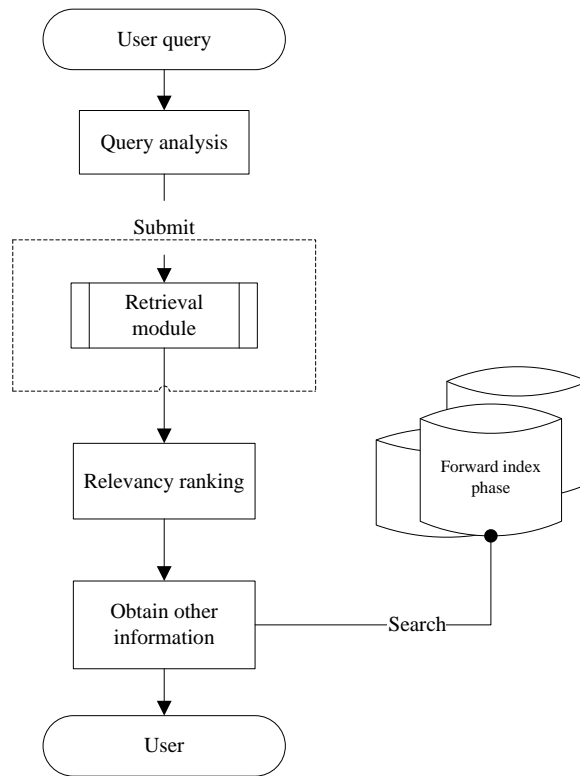 User query
Query analysis
Submit
Retrieval
module
Relevancy ranking
Forward index
phase
Obtain other
information
Search
User